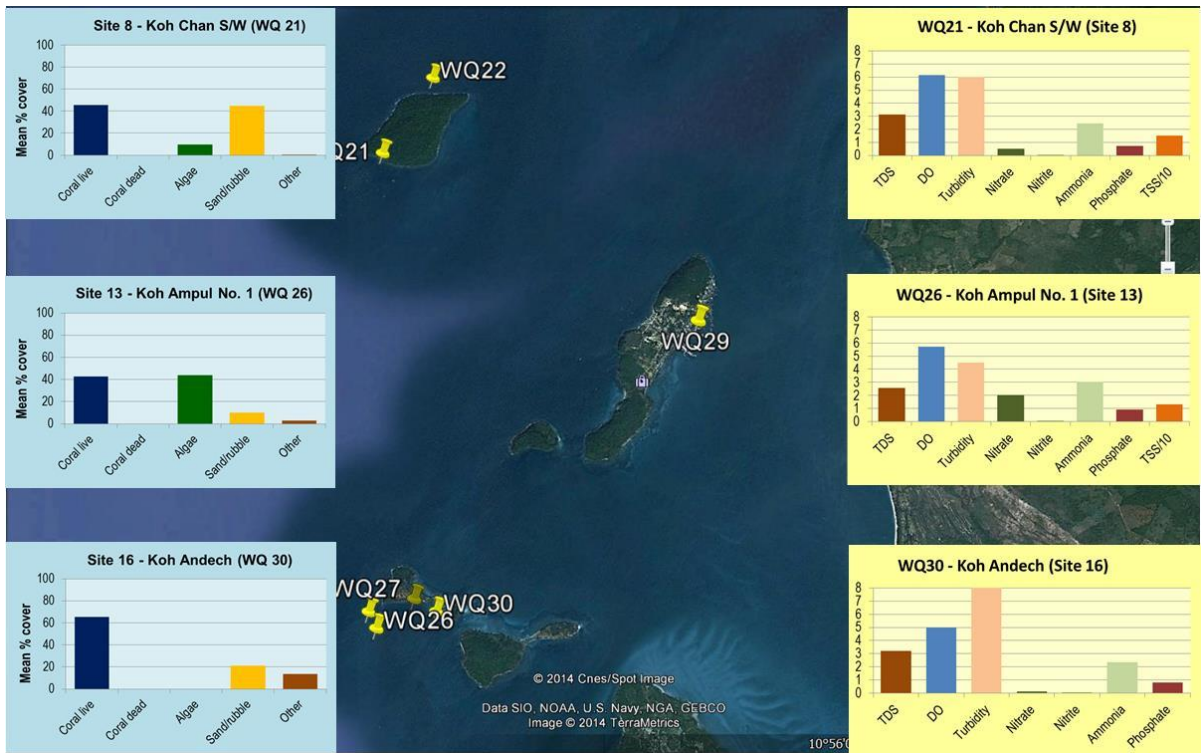 Site 8 - Koh Chan S/W (WQ 21)
Mean % cover
100
80
60
40
20
0
Coral live
Coral dead
Algae
Sand/rubble
Other
WQ21 - Koh Chan S/W (Site 8)
8
7
6
5
4
3
2
1
0
TDS
DO
Turbidity
Nitrate
Nitrite
Ammonia
Phosphate
TSS/10
WQ22
Q21
Site 13 - Koh Ampul No. 1 (WQ 26)
Mean % cover
100
80
60
40
20
0
Coral live
Coral dead
Algae
Sand/rubble
Other
WQ26 - Koh Ampul No. 1 (Site 13)
8
7
6
5
4
3
2
1
0
TDS
DO
Turbidity
Nitrate
Nitrite
Ammonia
Phosphate
TSS/10
WQ29
Site 16 - Koh Andech (WQ 30)
Mean % cover
100
80
60
40
20
0
Coral live
Coral dead
Algae
Sand/rubble
Other
WQ30 - Koh Andech (Site 16)
8
7
6
5
4
3
2
1
0
TDS
DO
Turbidity
Nitrate
Nitrite
Ammonia
Phosphate
WQ27
WQ30
WQ26
© 2014 Cnes/Spot Image
Data SIO, NOAA, U.S. Navy, NGA, GEBCO
Image © 2014 TerraMetrics
10°56'0